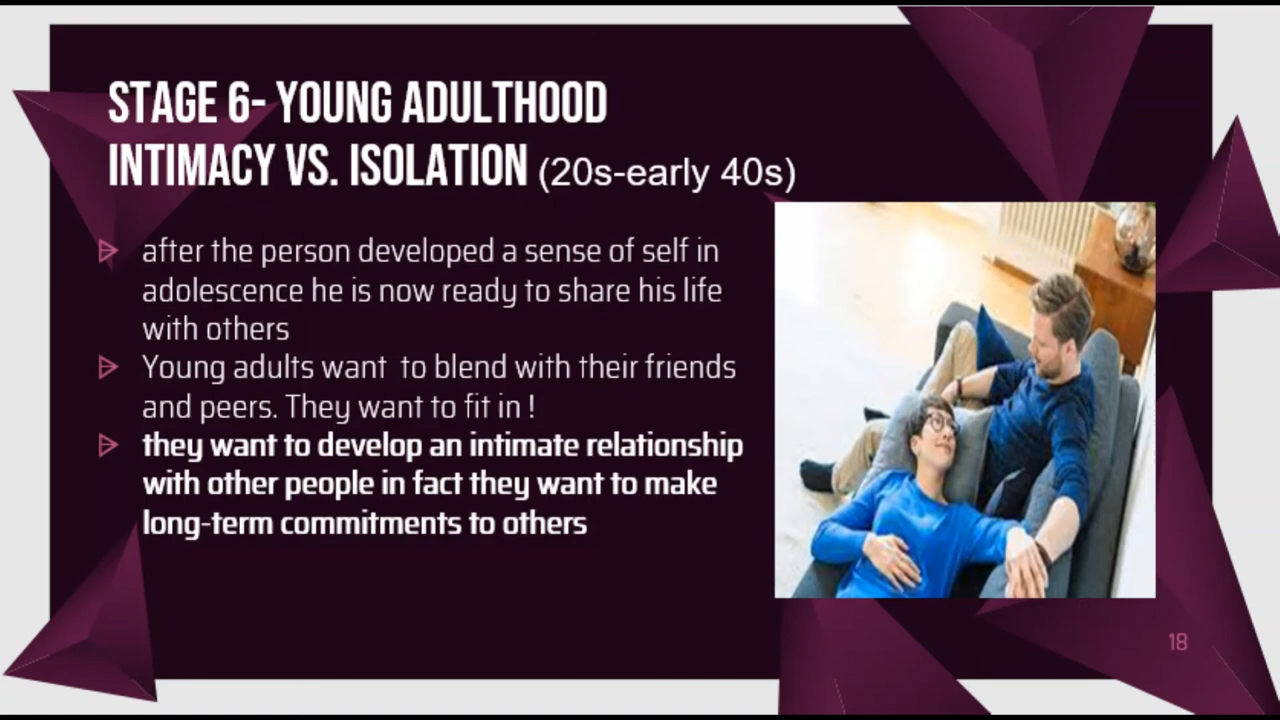 STAGE 6- YOUNG ADULTHOOD
INTIMACY VS. ISOLATION (20s-early 40s)
after the person developed a sense of self in
adolescence he is now ready to share his life
with others
Young adults want  to blend with their friends
and peers. They want to fit in !
they want to develop an intimate relationship
with other people in fact they want to make
long-term commitments to others
18